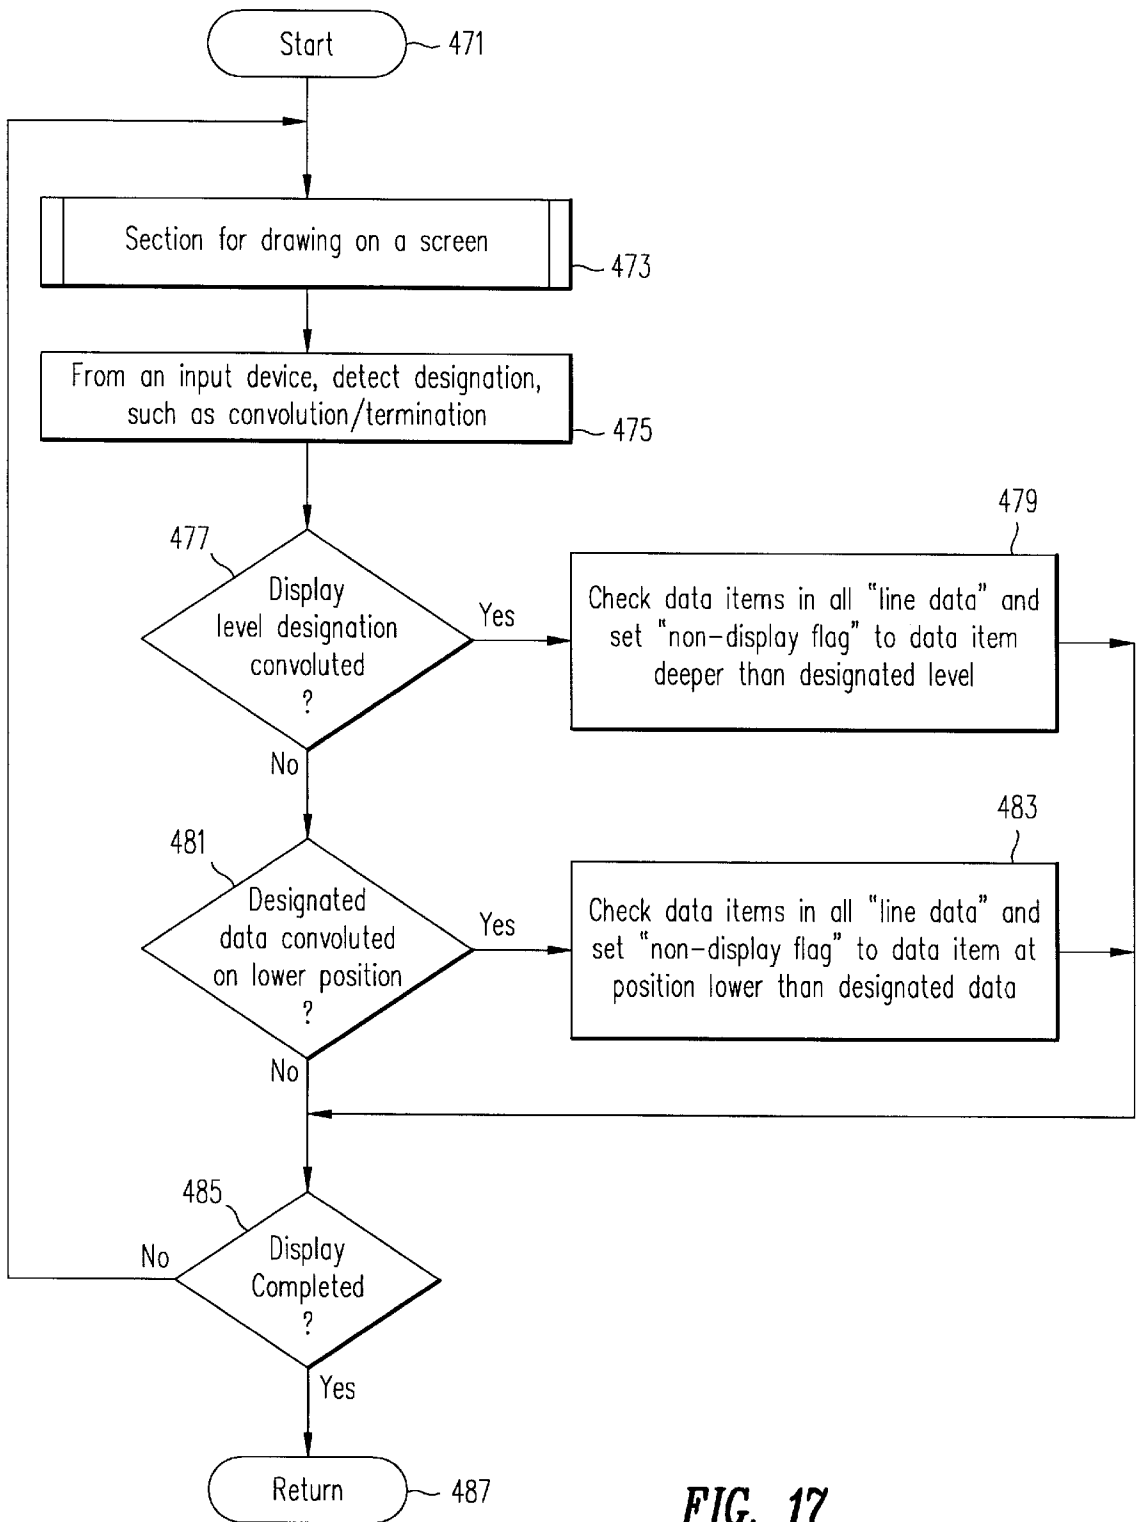 Start
471
Section for drawing on a screen
473
From an input device, detect designation,
such as convolution/termination
475
477
Display
level designation
convoluted
?
Yes
No
479
Check data items in all "line data" and
set "non-display flag" to data item
deeper than designated level
481
Designated
data convoluted
on lower position
?
Yes
No
483
Check data items in all "line data" and
set "non-display flag" to data item at
position lower than designated data
485
Display
Completed
?
No
Yes
Return
487
FIG. 17